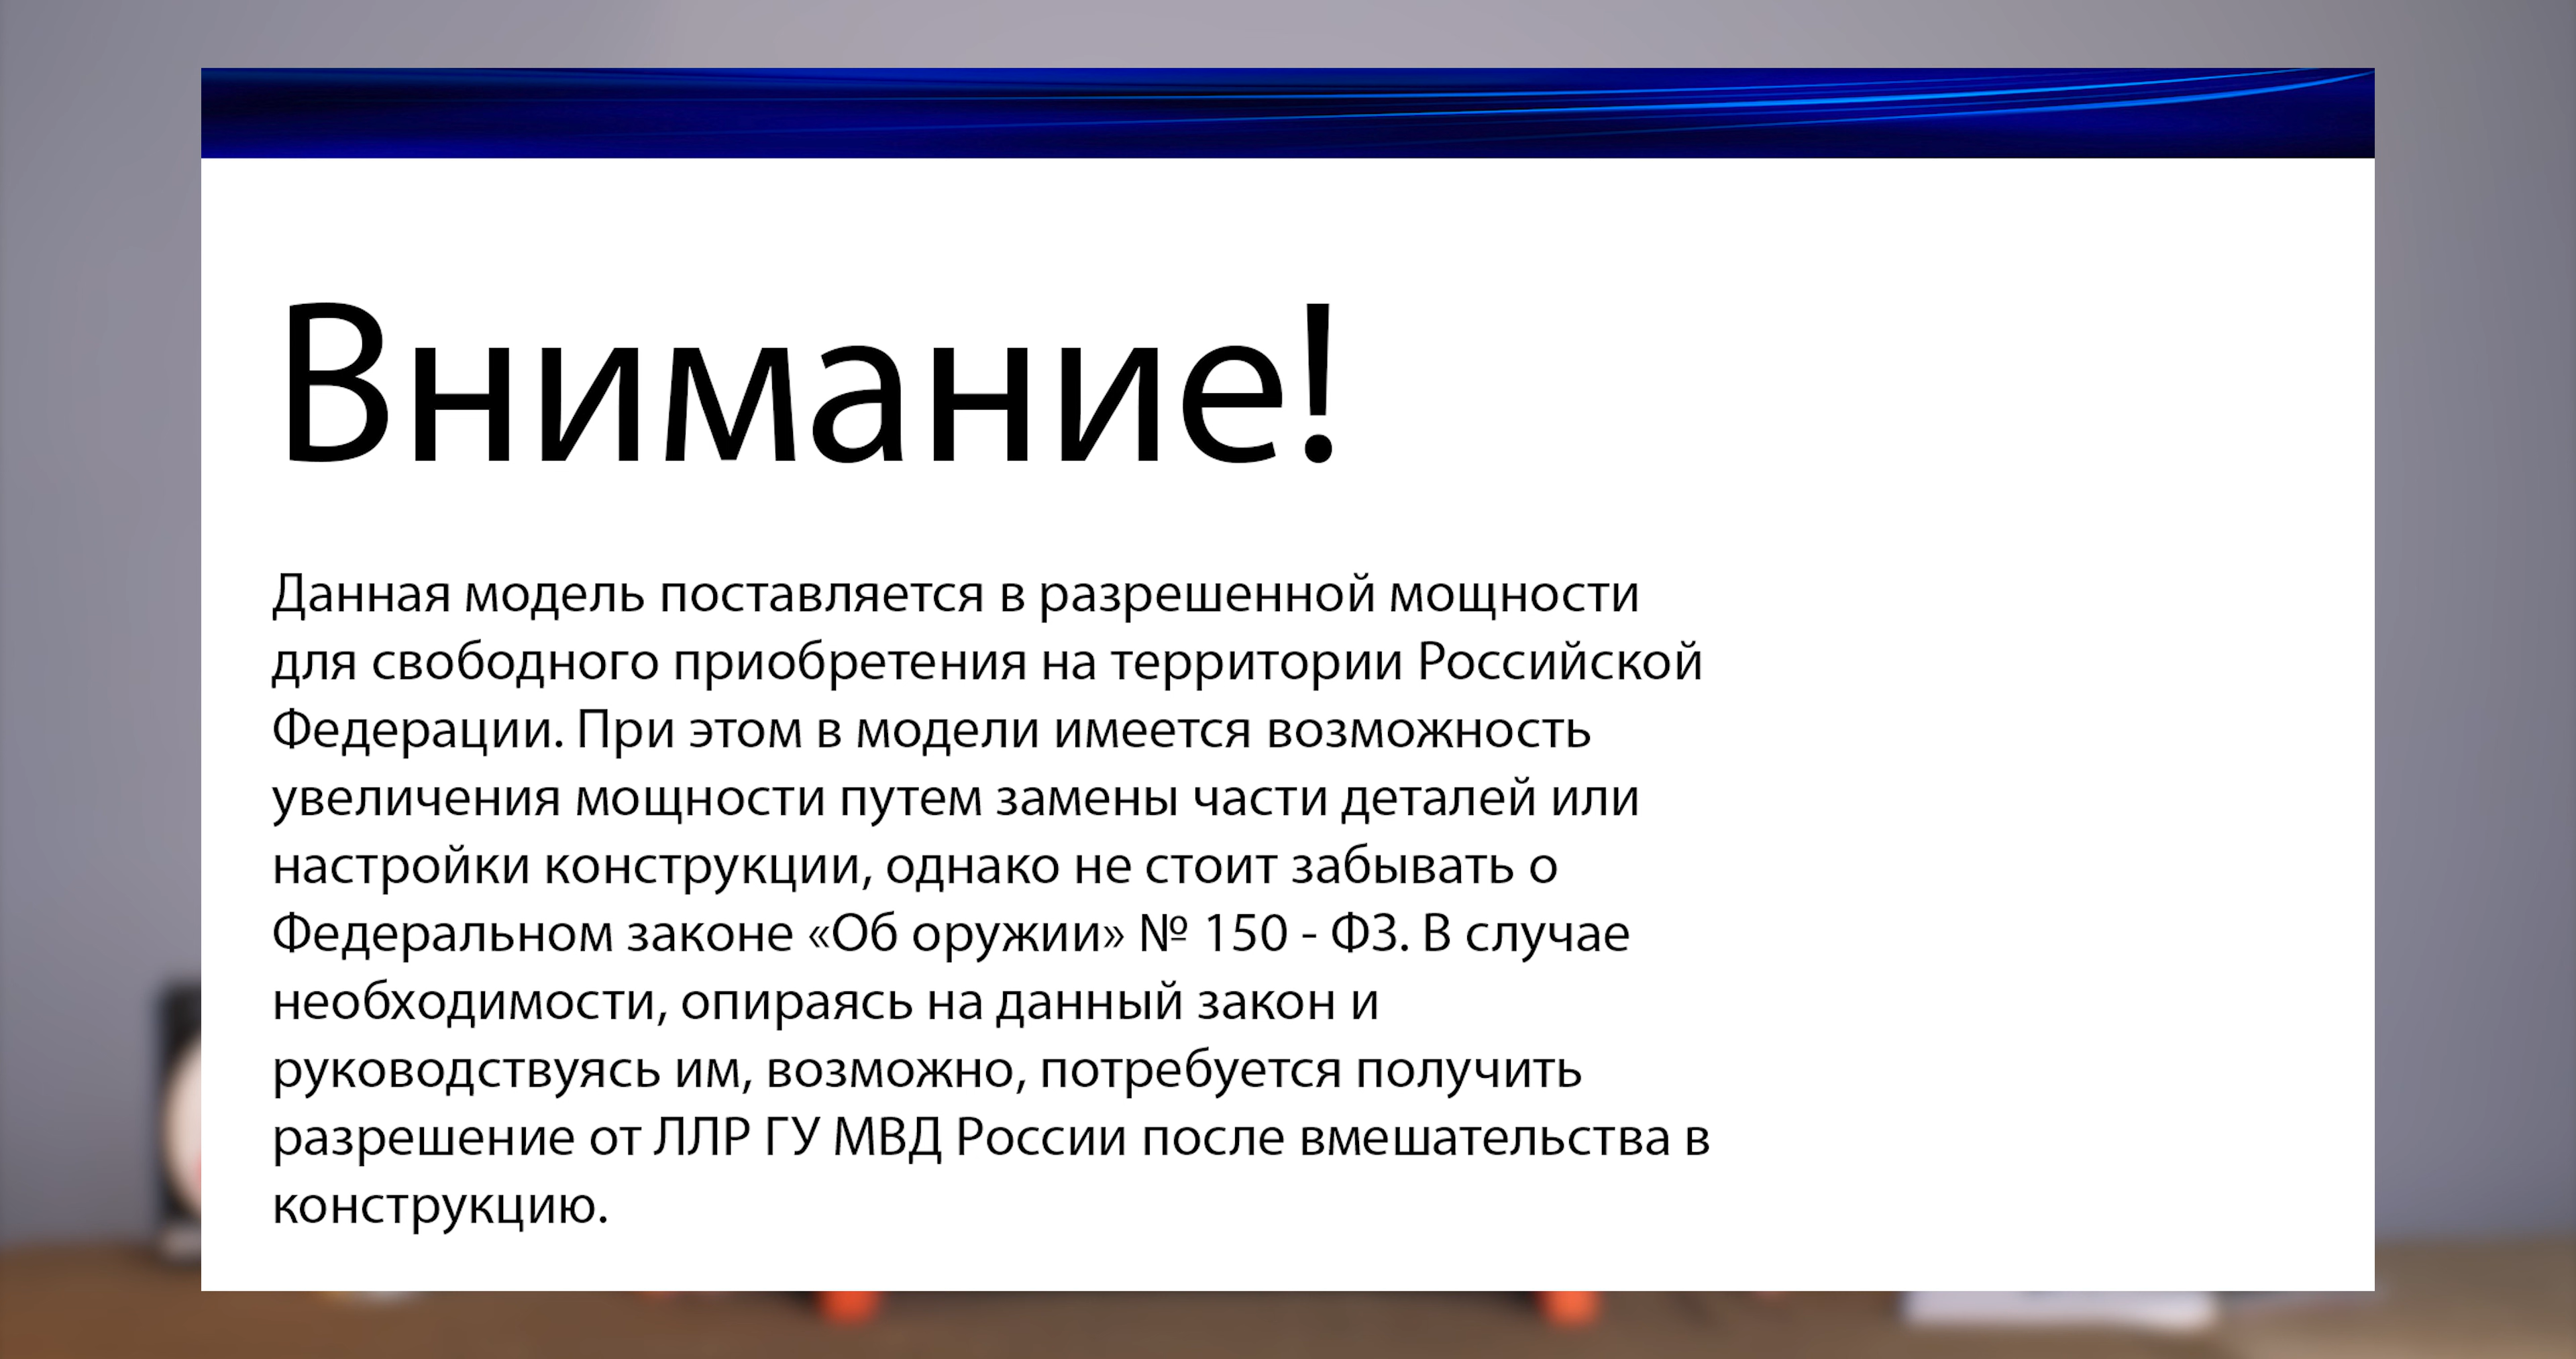 Внимание!
Данная модель поставляется в разрешенной мощности
для свободного приобретения на территории Российской
Федерации. При этом в модели имеется возможность
увеличения мощности путем замены части деталей или
настройки конструкции, однако не стоит забывать о
Федеральном законе «Об оружии» № 150 - ФЗ. В случае
необходимости, опираясь на данный закон и
руководствуясь им, возможно, потребуется получить
разрешение от ЛЛР ГУ МВД России после вмешательства в
конструкцию.